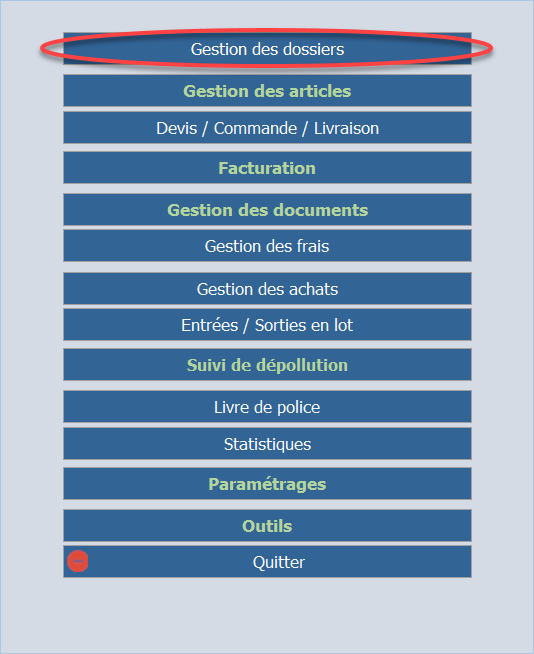 Gestion des dossiers
Gestion des articles
Devis / Commande / Livraison
Facturation
Gestion des documents
Gestion des frais
Gestion des achats
Entrées / Sorties en lot
Suivi de dépollution
Livre de police
Statistiques
Paramétrages
Outils
Quitter